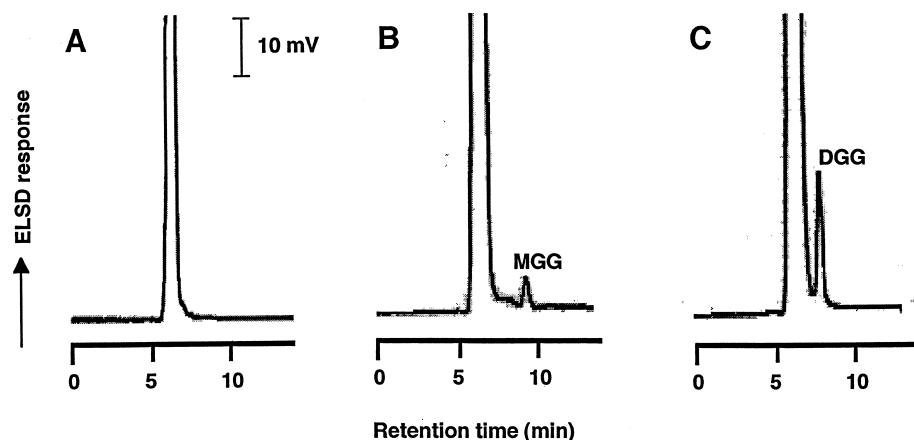 A
10 mV
B
C
ELSD response
MGG
DGG
0 5 10
0 5 10
0 5 10
Retention time (min)